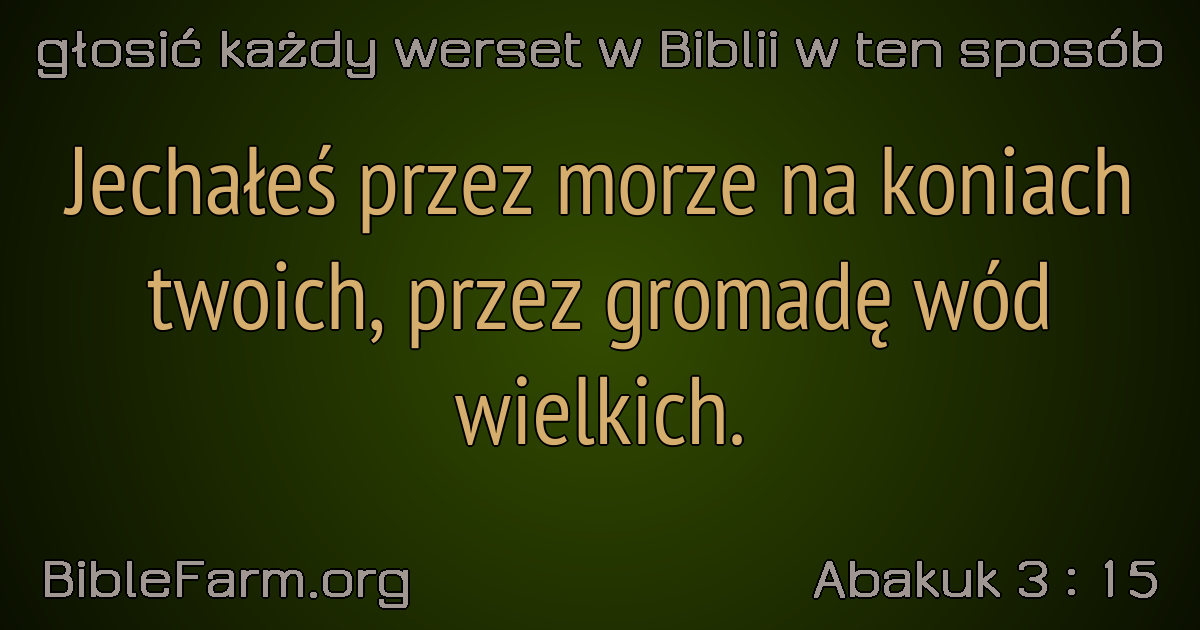 głosić każdy werset w Biblii w ten sposób
Jechałeś przez morze na koniach
twoich, przez gromadę wód
wielkich.
BibleFarm.org
Abakuk 3 : 15